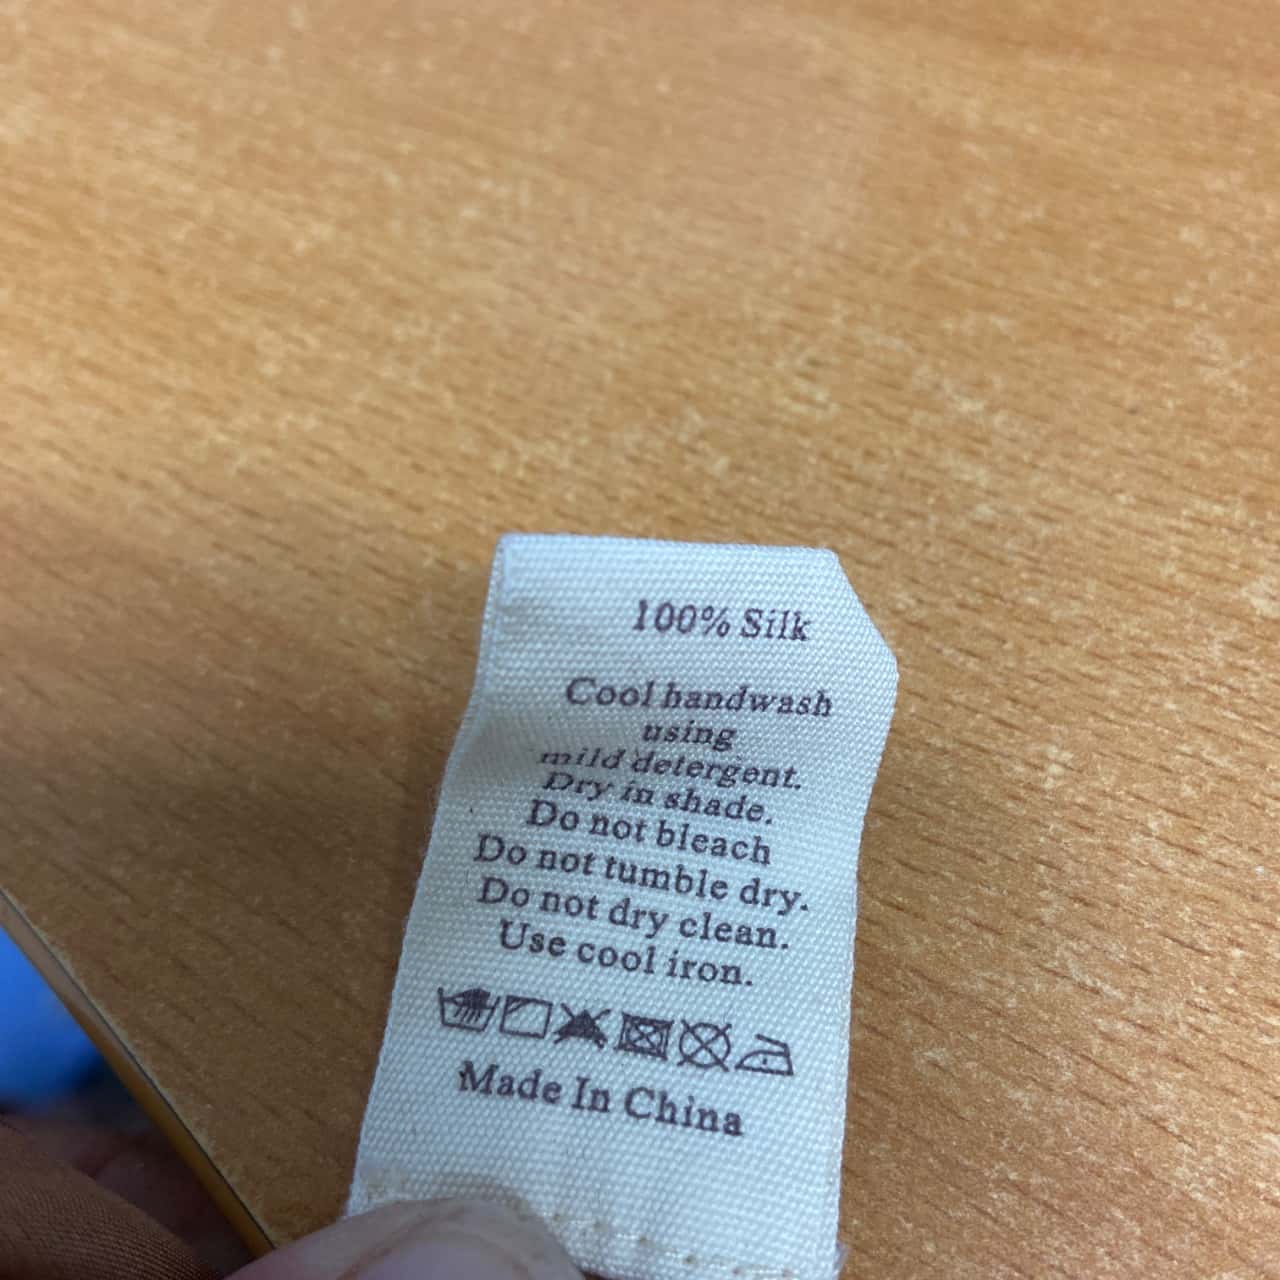 100% Silk
Cool handwash
using
mild detergent.
Dry in shade.
Do not bleach
Do not tumble dry.
Do not dry clean.
Use cool iron.
Made In China